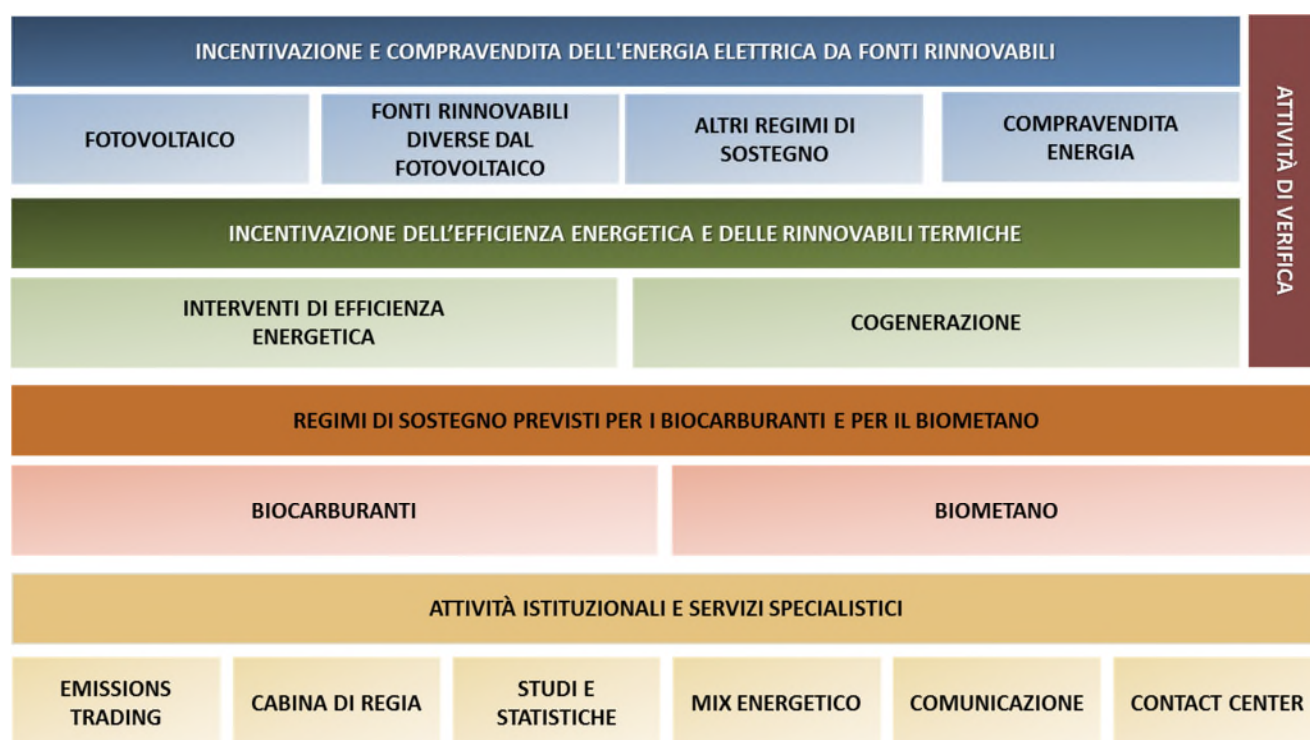 INCENTIVAZIONE E COMPRAVENDITA DELL'ENERGIA ELETTRICA DA FONTI RINNOVABILI
FOTOVOLTAICO
FONTI RINNOVABILI
DIVERSE DAL
FOTOVOLTAICO
ALTRI REGIMI DI
SOSTEGNO
COMPRAVENDITA
ENERGIA
ATTIVITÀ DI VERIFICA
INCENTIVAZIONE DELL’EFFICIENZA ENERGETICA E DELLE RINNOVABILI TERMICHE
INTERVENTI DI EFFICIENZA
ENERGETICA
COGENERAZIONE
REGIMI DI SOSTEGNO PREVISTI PER I BIOCARBURANTI E PER IL BIOMETANO
BIOCARBURANTI
BIOMETANO
ATTIVITÀ ISTITUZIONALI E SERVIZI SPECIALISTICI
EMISSIONS
TRADING
CABINA DI REGIA
STUDI E
STATISTICHE
MIX ENERGETICO
COMUNICAZIONE
CONTACT CENTER